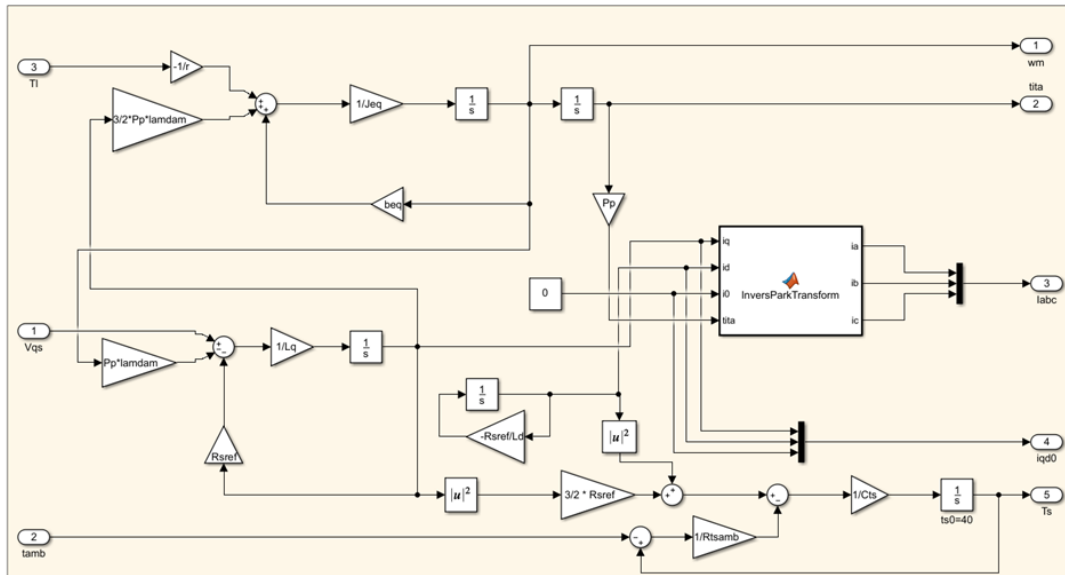 3
Tl
-1/r
3/2*Pp*lamdam
+
+
+
1/Jeq
1
s
1
s
1
wm
tita
2
beq
Pp
iq
id
i0
tita
InversParkTransform
ia
ib
ic
3
Iabc
0
1
Vqs
Pp*lamdam
+
-
-
1/Lq
1
s
Rsref
1
s
-Rsref/Ld
|u|²
|u|²
3/2 * Rsref
+
+
+
-
1/Cts
1
s
ts0=40
4
iqd0
5
Ts
2
tamb
-
+
1/Rtsamb